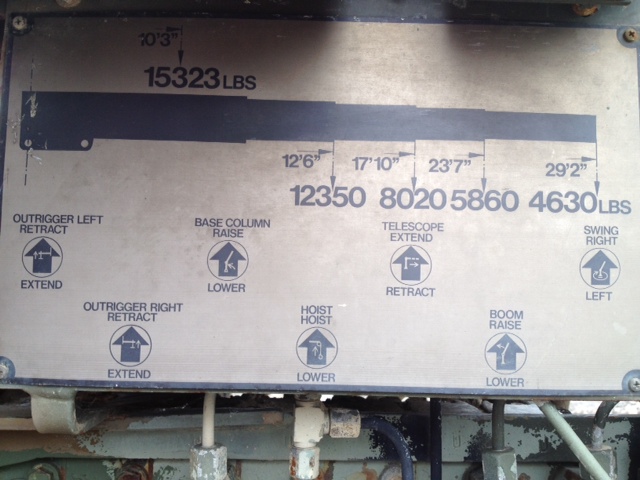 10'3"
15323 LBS
12'6" 17'10" 23'7" 29'2"
12350 8020 5860 4630 LBS
OUTRIGGER LEFT
RETRACT
EXTEND
BASE COLUMN
RAISE
LOWER
TELESCOPE
EXTEND
RETRACT
SWING
RIGHT
LEFT
OUTRIGGER RIGHT
RETRACT
EXTEND
HOIST
HOIST
LOWER
BOOM
RAISE
LOWER